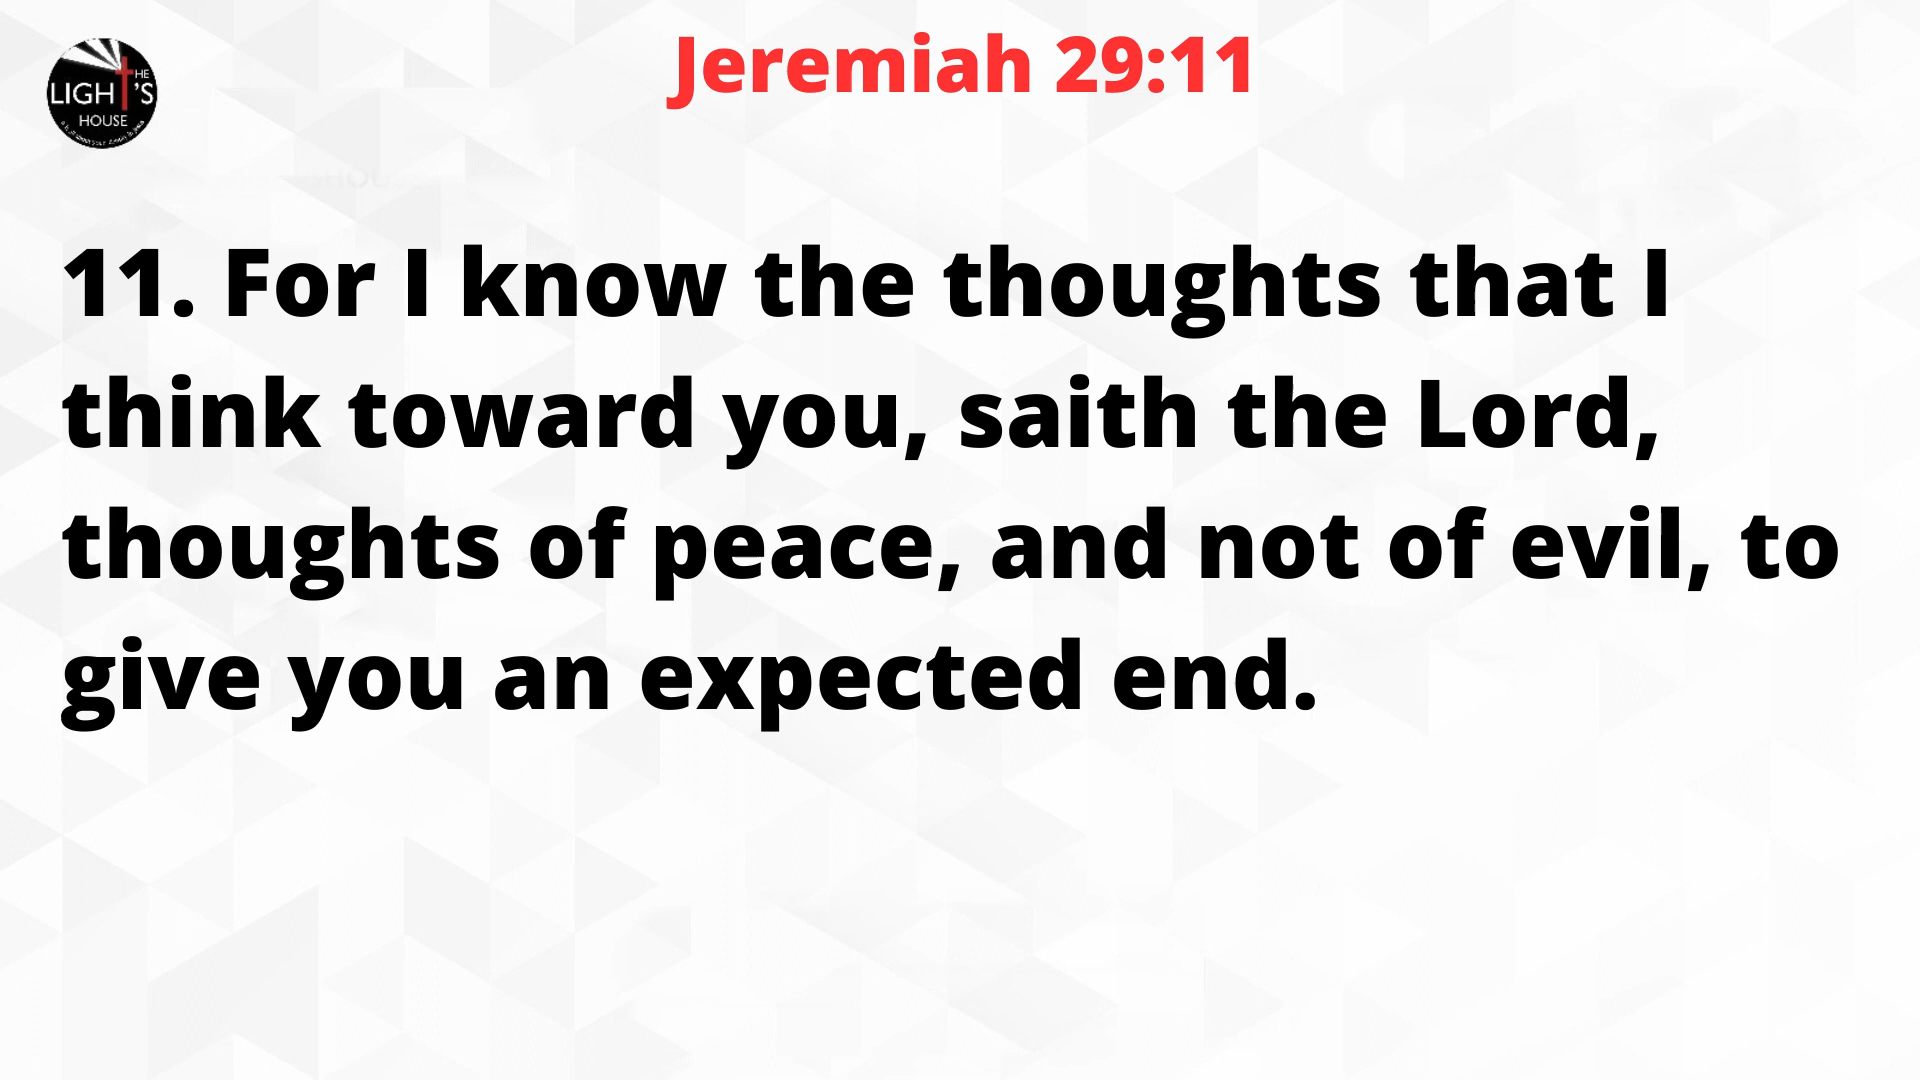 Jeremiah 29:11
THE
LIGHT'S
HOUSE
11. For I know the thoughts that I
think toward you, saith the Lord,
thoughts of peace, and not of evil, to
give you an expected end.